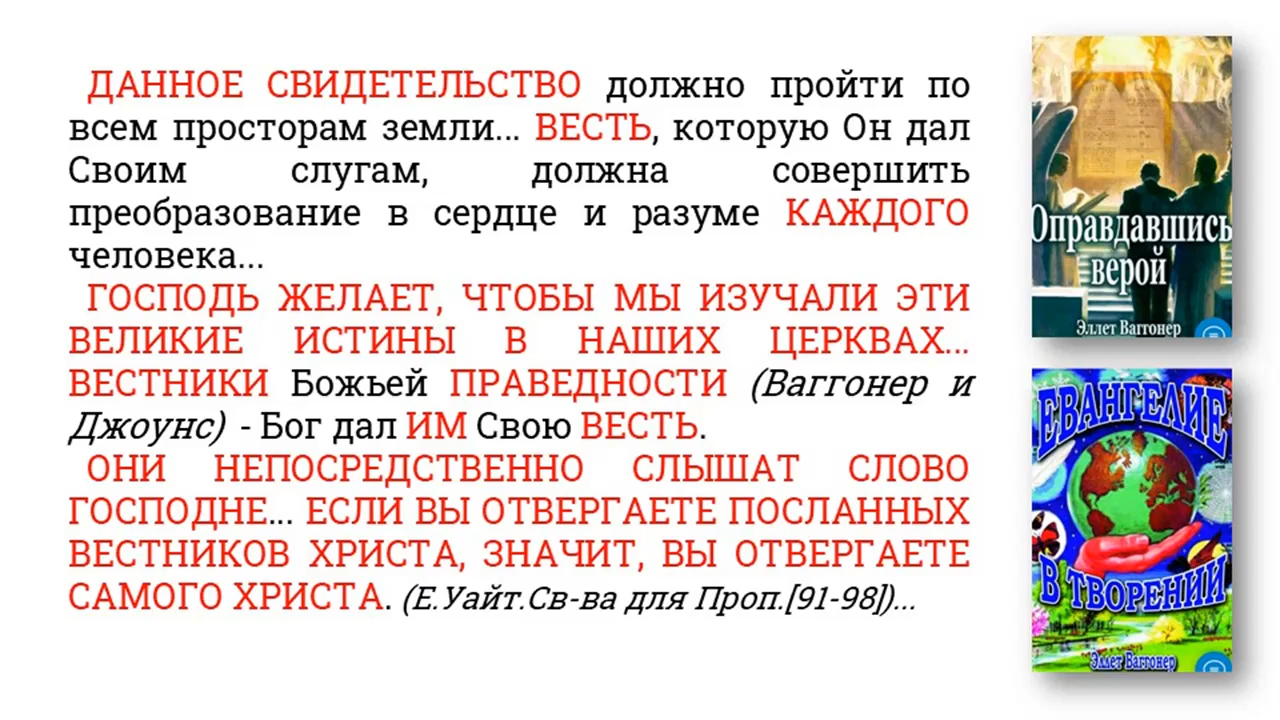 ДАННОЕ СВИДЕТЕЛЬСТВО должно пройти по
всем просторам земли... ВЕСТЬ, которую Он дал
Своим слугам, должна совершить
преобразование в сердце и разуме КАЖДОГО
человека...
ГОСПОДЬ ЖЕЛАЕТ, ЧТОБЫ МЫ ИЗУЧАЛИ ЭТИ
ВЕЛИКИЕ ИСТИНЫ В НАШИХ ЦЕРКВАХ...
ВЕСТНИКИ Божьей ПРАВЕДНОСТИ (Ваггонер и
Джоунс) - Бог дал ИМ Свою ВЕСТЬ.
ОНИ НЕПОСРЕДСТВЕННО СЛЫШАТ СЛОВО
ГОСПОДНЕ... ЕСЛИ ВЫ ОТВЕРГАЕТЕ ПОСЛАННЫХ
ВЕСТНИКОВ ХРИСТА, ЗНАЧИТ, ВЫ ОТВЕРГАЕТЕ
САМОГО ХРИСТА. (Е.Уайт.Св-ва для Проп.[91-98])...
Оправдавшись
верой
Эллет Ваггонер
ЕВАНГЕЛИЕ
В ТВОРЕНИИ
Эллет Ваггонер